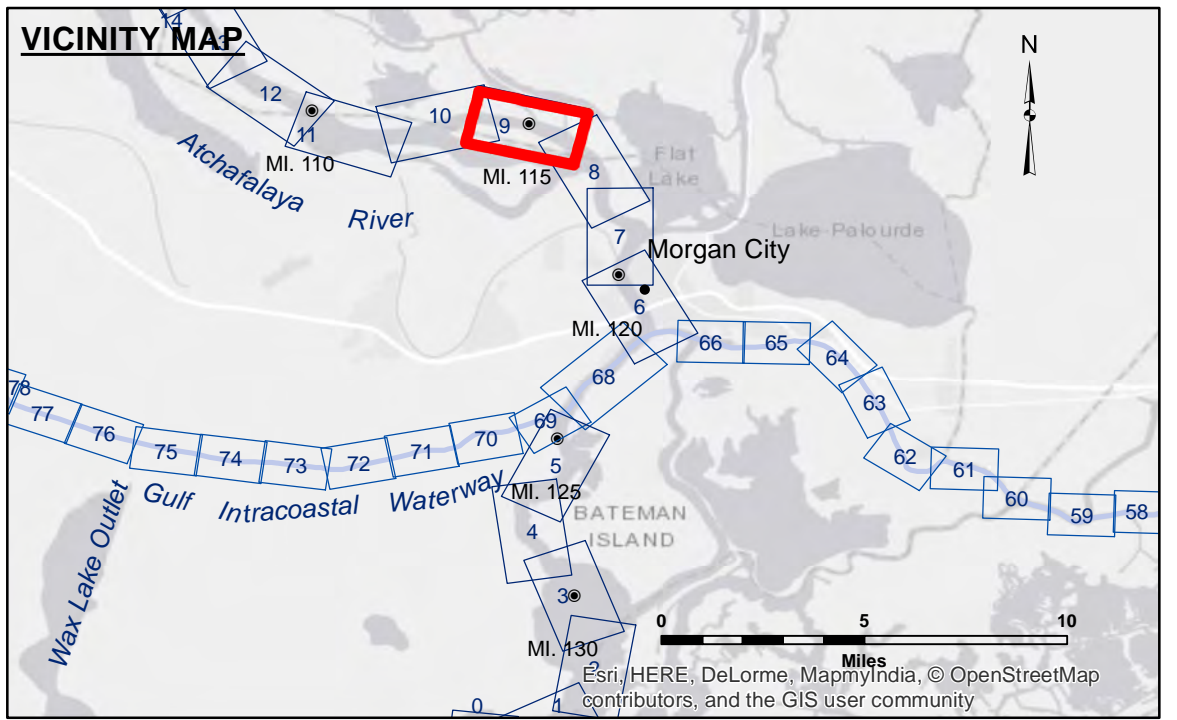 VICINITY MAP
N
14
13
12
11
MI. 110
10
9
MI. 115
8
Flat
Lake
Atchafalaya
River
7
Morgan City
Lake Palourde
6
MI. 120
66
65
64
63
62
61
60
59
58
68
69
70
71
72
73
74
75
76
77
78
Gulf Intracoastal Waterway
Wax Lake Outlet
5
MI. 125
4
BATEMAN
ISLAND
3
MI. 130
2
1
0
0 5 10
Miles
Esri, HERE, DeLorme, MapmyIndia, © OpenStreetMap
contributors, and the GIS user community